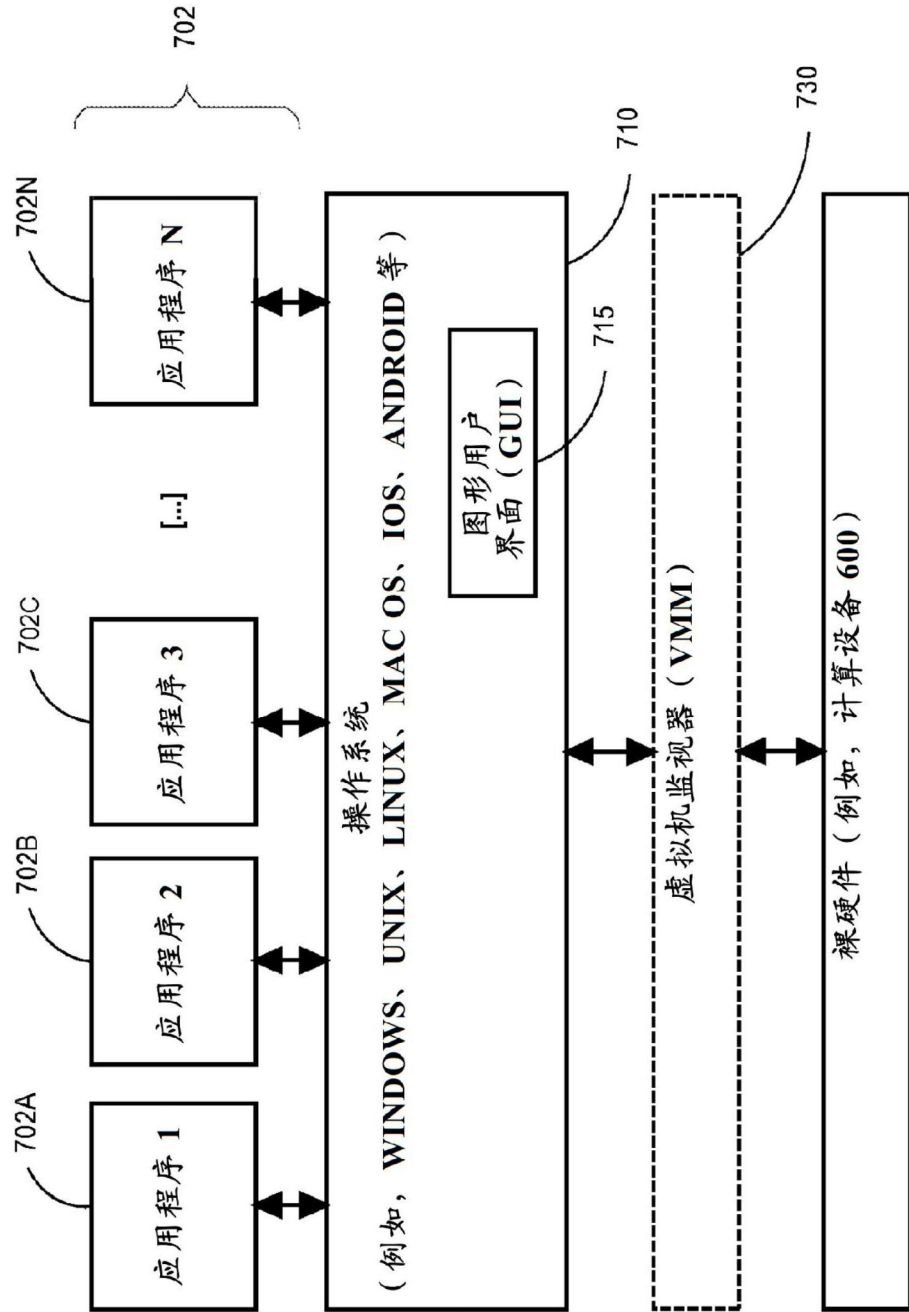 702
702A
702B
702C
702N
应用程序 1
应用程序 2
应用程序 3
[...]
应用程序 N
操作系统
(例如，WINDOWS、UNIX、LINUX、MAC OS、IOS、ANDROID 等)
图形用户
界面（GUI）
715
710
虚拟机监视器（VMM）
730
裸硬件（例如，计算设备 600）